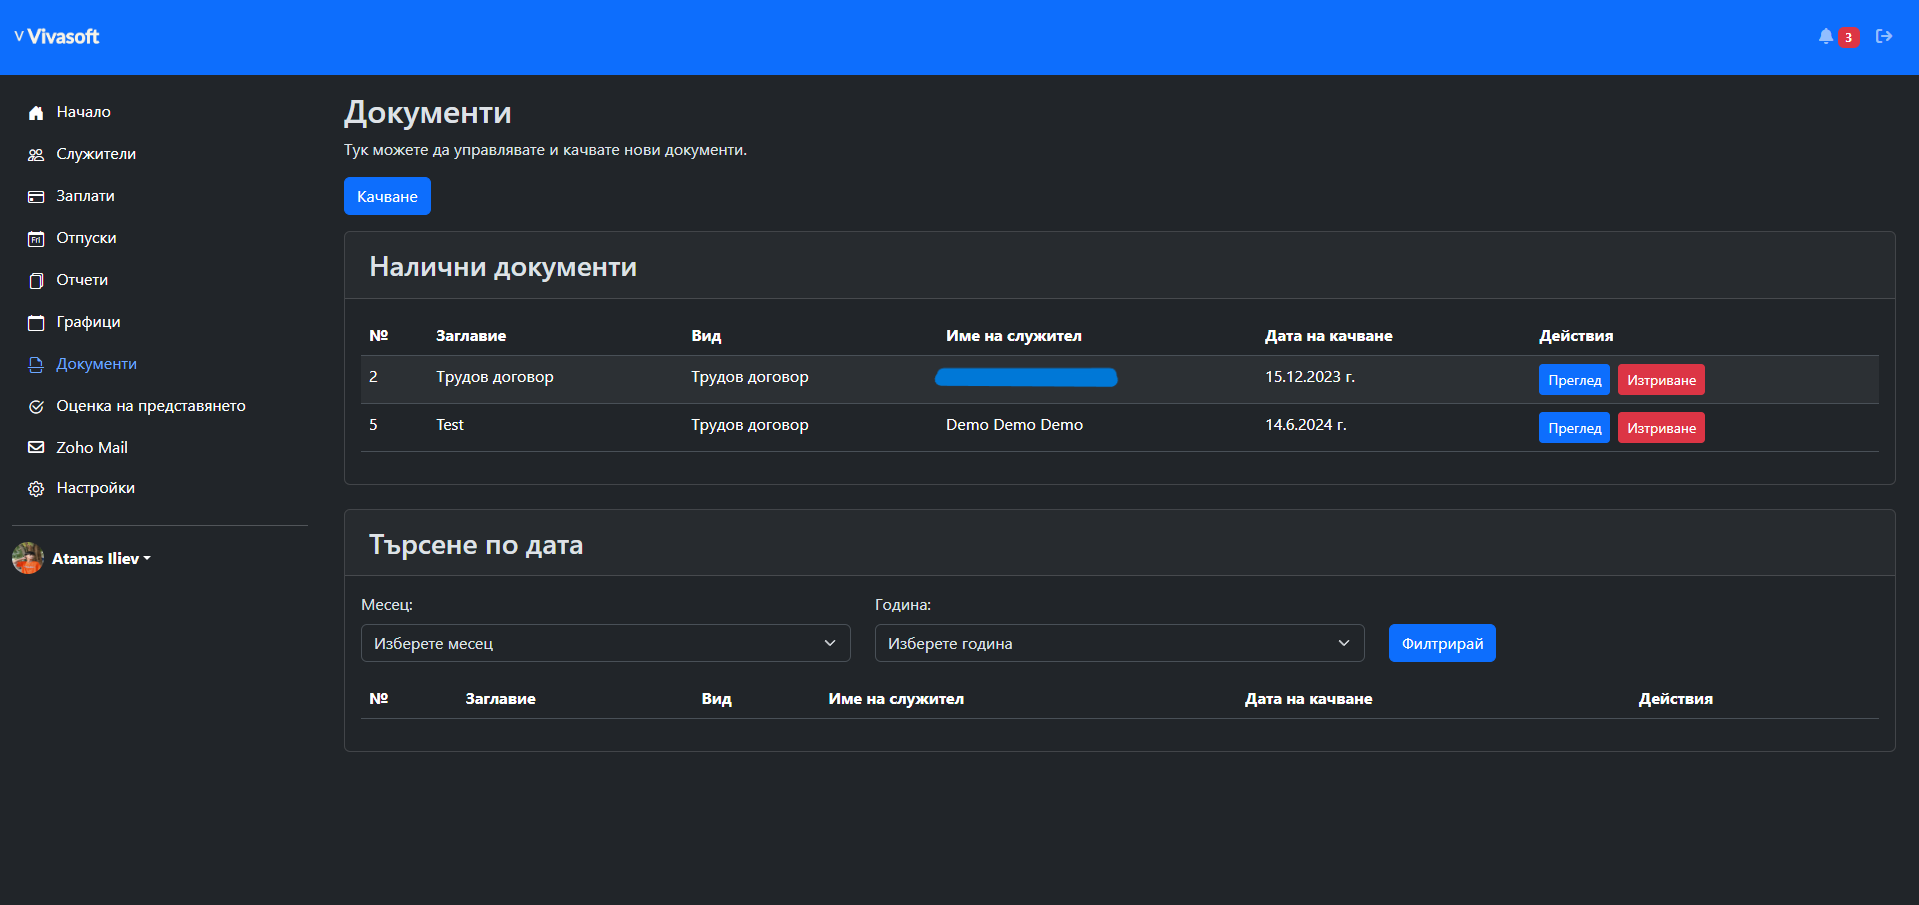 v Vivasoft
3
Начало
Служители
Заплати
Fri Отпуски
Отчети
Графици
Документи
Оценка на представянето
Zoho Mail
Настройки
Atanas Iliev
Документи
Тук можете да управлявате и качвате нови документи.
Качване
Налични документи
№ Заглавие Вид Име на служител Дата на качване Действия
2 Трудов договор Трудов договор 15.12.2023 г. Преглед Изтриване
5 Test Трудов договор Demo Demo Demo 14.6.2024 г. Преглед Изтриване
Търсене по дата
Месец: Година:
Изберете месец Изберете година Филтрирай
№ Заглавие Вид Име на служител Дата на качване Действия